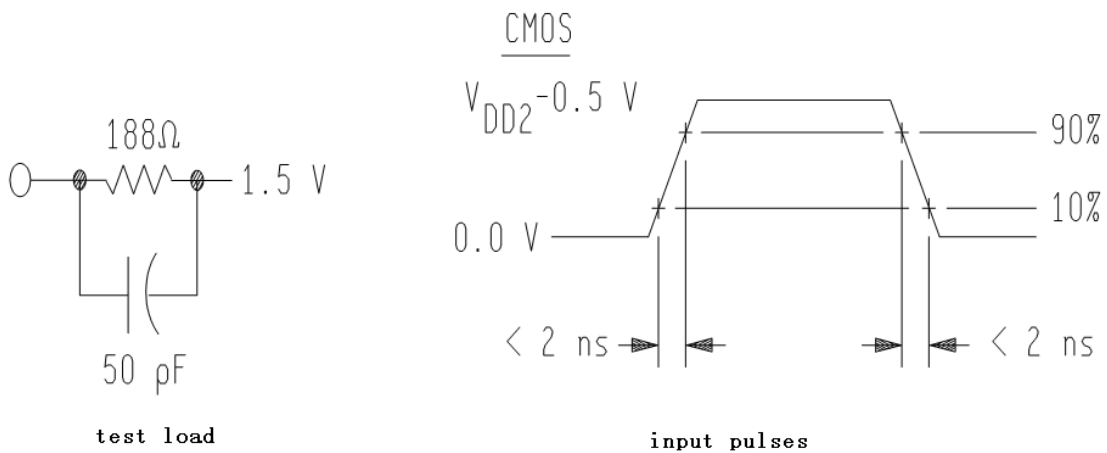 188Ω
1.5 V
50 pF
test load
CMOS
V_DD2-0.5 V
90%
10%
0.0 V
< 2 ns
< 2 ns
input pulses